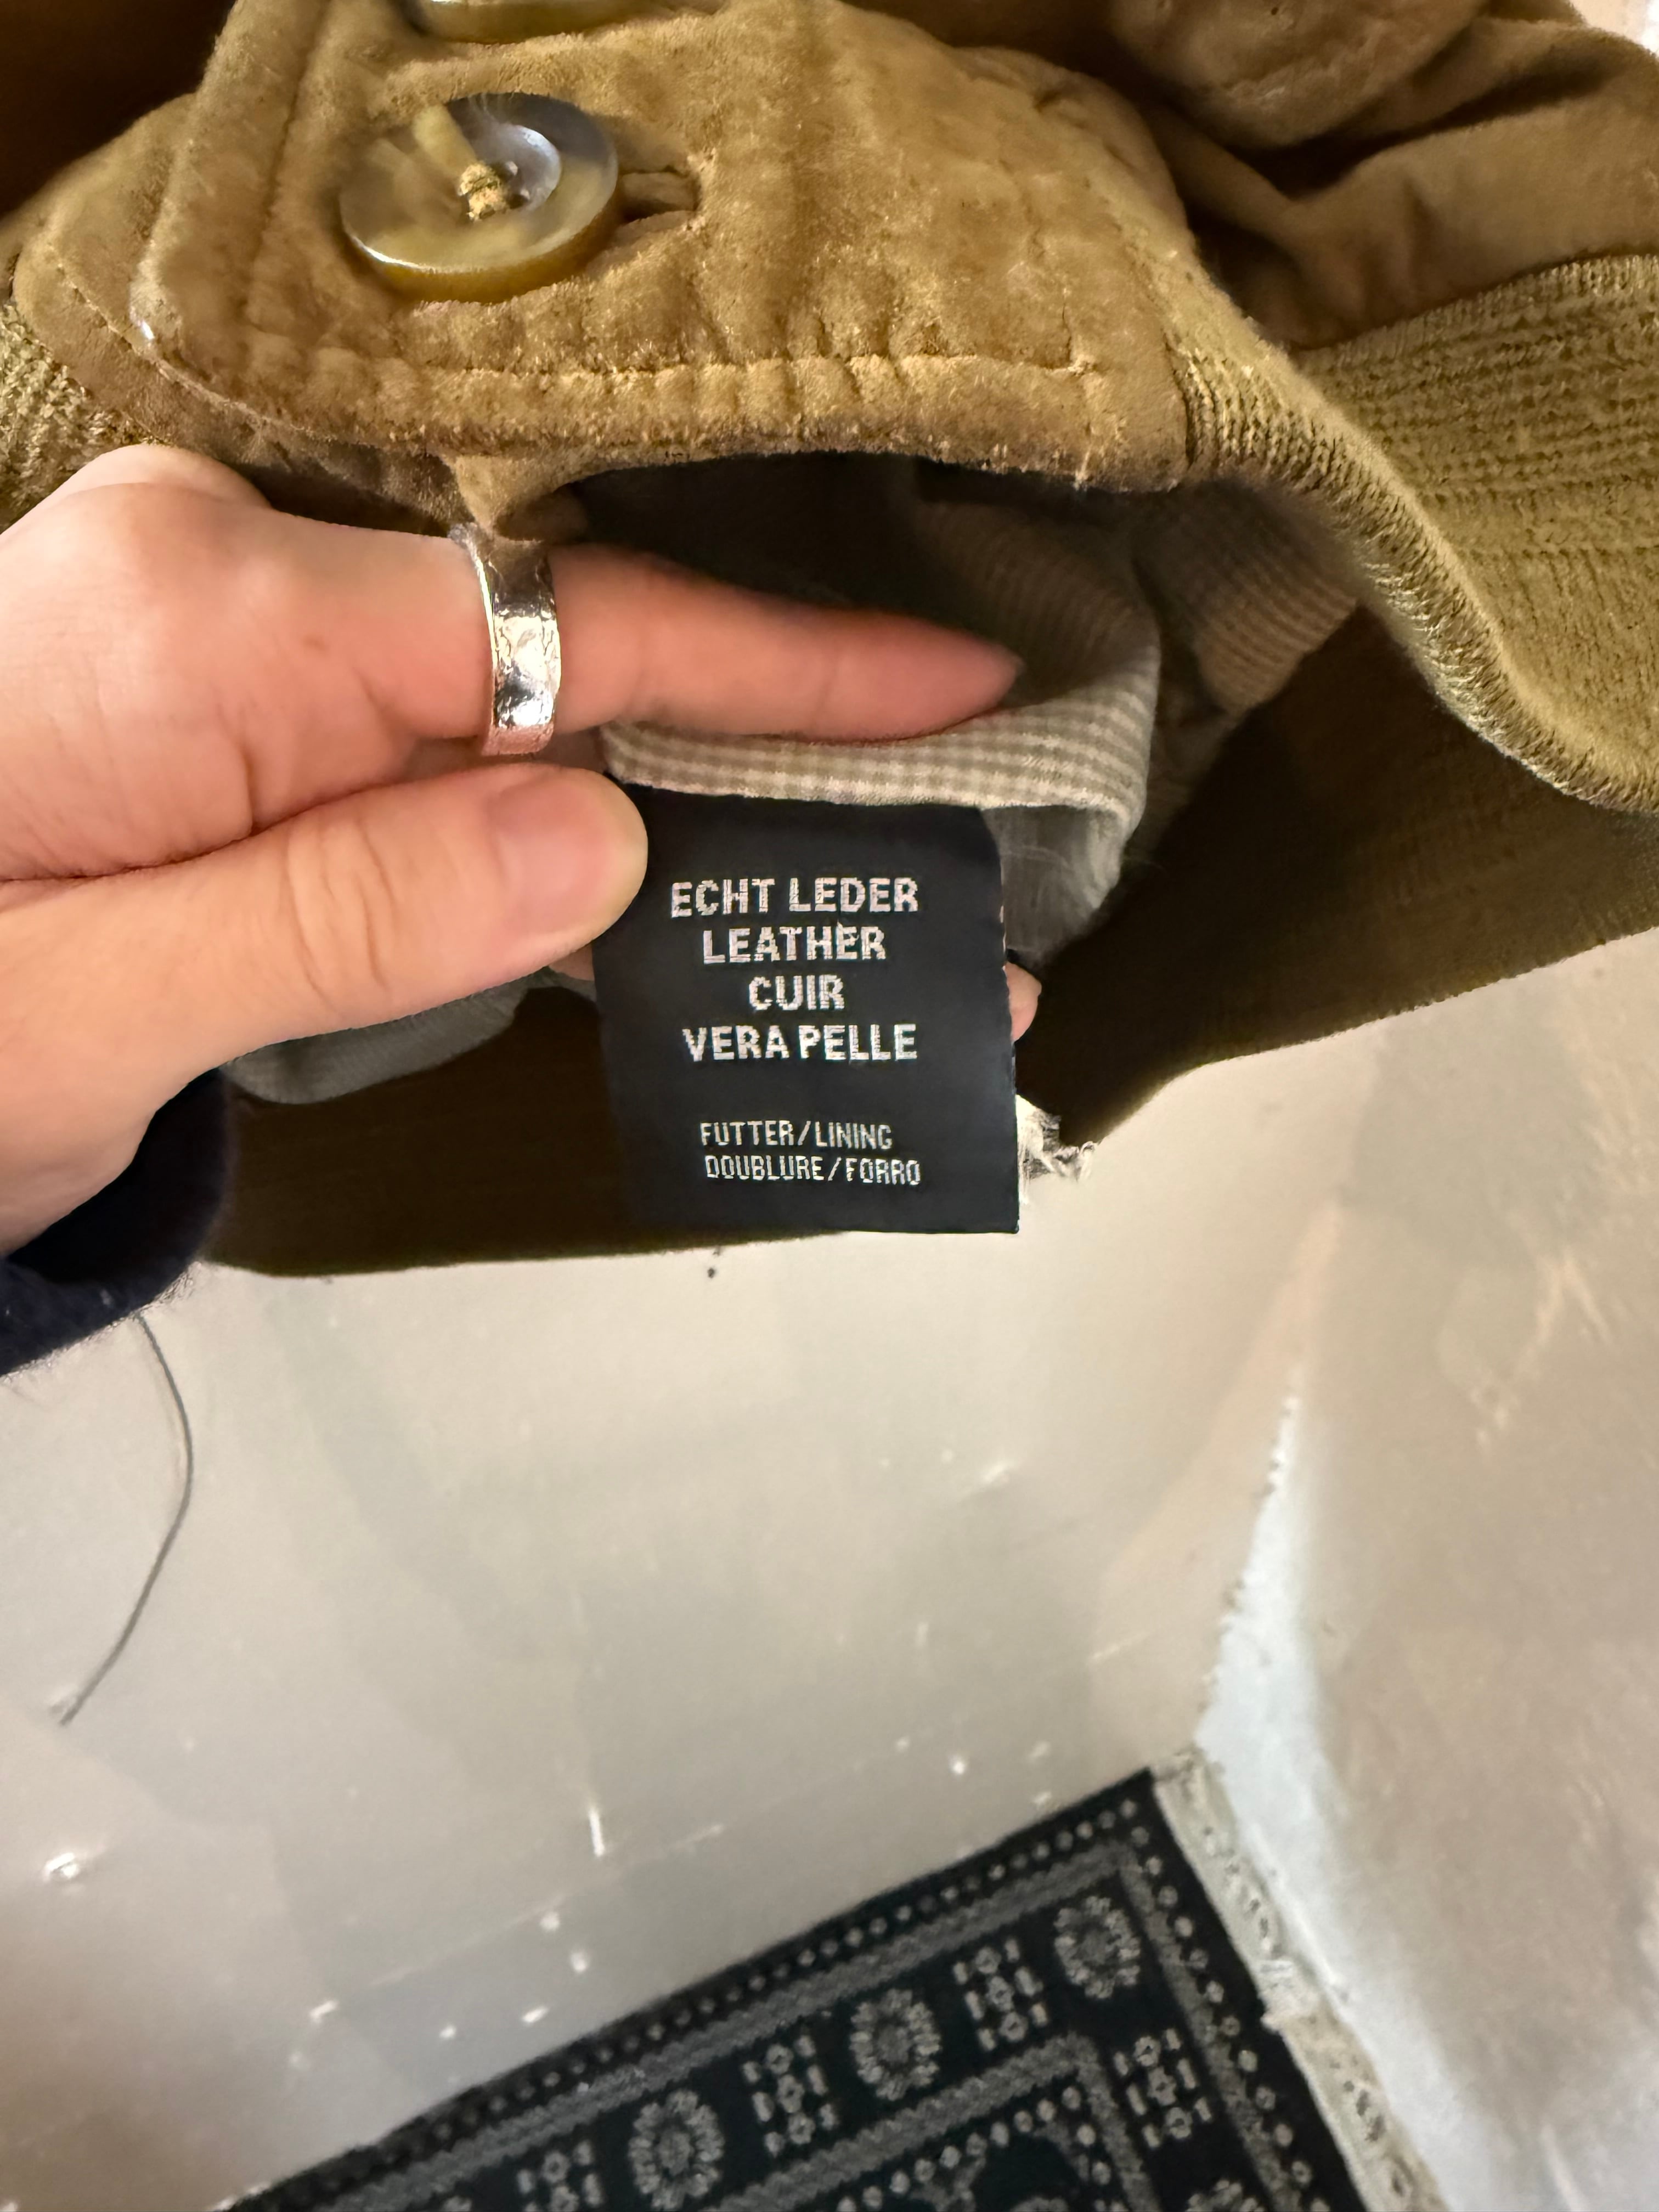 ECHT LEDER
LEATHER
CUIR
VERA PELLE
FUTTER/LINING
DOUBLURE/FORRO